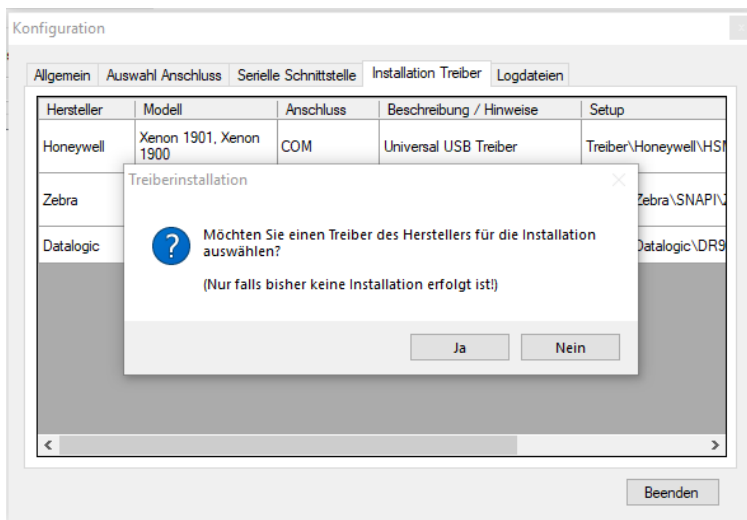 Konfiguration
Allgemein Auswahl Anschluss Serielle Schnittstelle Installation Treiber Logdateien
Hersteller Modell Anschluss Beschreibung / Hinweise Setup
Honeywell Xenon 1901, Xenon 1900 COM Universal USB Treiber Treiber\Honeywell\HSM
Treiberinstallation
Zebra Zebra\SNAPI\
Datalogic Datalogic\DR9
Möchten Sie einen Treiber des Herstellers für die Installation
auswählen?
(Nur falls bisher keine Installation erfolgt ist!)
Ja Nein
Beenden